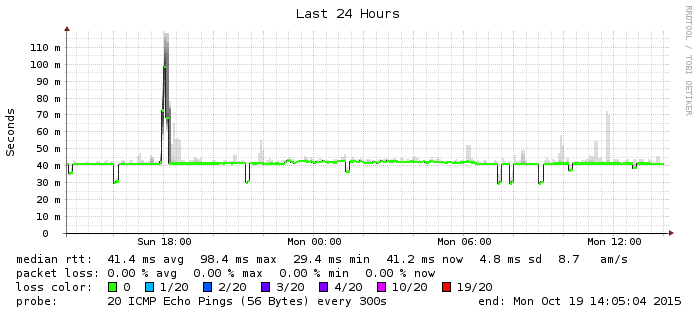 Last 24 Hours
RRDTOOL / TOBI OETIKER
Seconds
110 m
100 m
90 m
80 m
70 m
60 m
50 m
40 m
30 m
20 m
10 m
0
Sun 18:00 Mon 00:00 Mon 06:00 Mon 12:00
median rtt: 41.4 ms avg 98.4 ms max 29.4 ms min 41.2 ms now 4.8 ms sd 8.7 am/s
packet loss: 0.00 % avg 0.00 % max 0.00 % min 0.00 % now
loss color: 0 1/20 2/20 3/20 4/20 10/20 19/20
probe: 20 ICMP Echo Pings (56 Bytes) every 300s end: Mon Oct 19 14:05:04 2015